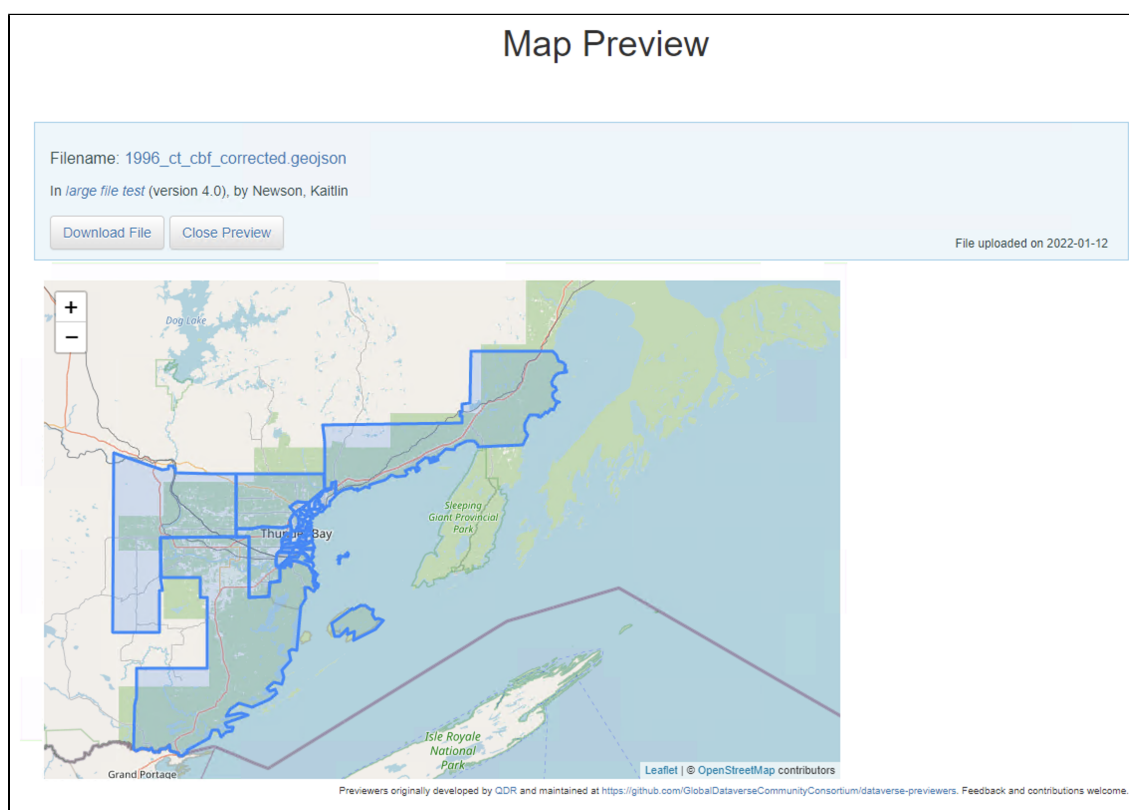 Map Preview
Filename: 1996_ct_cbf_corrected.geojson
In large file test (version 4.0), by Newson, Kaitlin
Download File
Close Preview
File uploaded on 2022-01-12
+
−
Dog Lake
Sleeping
Giant Provincial
Park
Thunder Bay
Isle Royale
National
Park
Grand Portage
Leaflet | © OpenStreetMap contributors
Previewers originally developed by QDR and maintained at https://github.com/GlobalDataverseCommunityConsortium/dataverse-previewers. Feedback and contributions welcome.